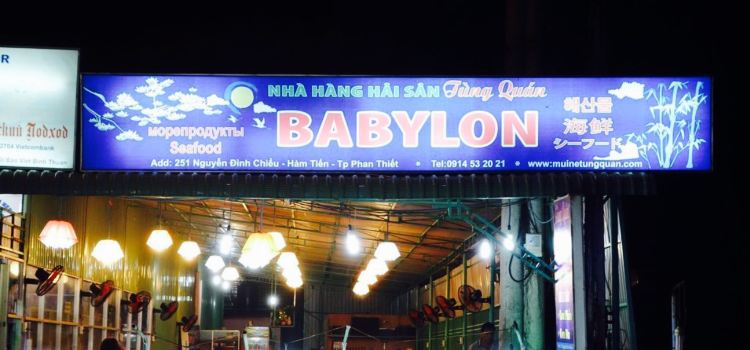 NHÀ HÀNG HẢI SẢN Tùng Quán
BABYLON
морепродукты
Seafood
해산물
海鮮
シーフード
Add: 251 Nguyễn Đình Chiểu - Hàm Tiến - Tp Phan Thiết • Tel:0914 53 20 21 • www:muinetungquan.com
Подход
2764 Vietcombank